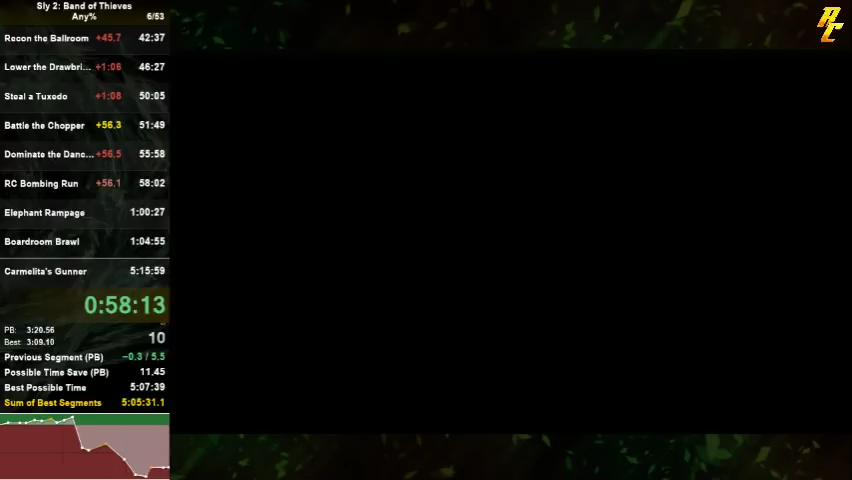 Sly 2: Band of Thieves
Any% 6/53
Recon the Ballroom +45.7 42:37
Lower the Drawbri... +1:06 46:27
Steal a Tuxedo +1:08 50:05
Battle the Chopper +56.3 51:49
Dominate the Danc... +56.5 55:58
RC Bombing Run +56.1 58:02
Elephant Rampage 1:00:27
Boardroom Brawl 1:04:55
Carmelita's Gunner 5:15:59
0:58:13
PB: 3:20.56
Best: 3:09.10
10
Previous Segment (PB) −0.3 / 5.5
Possible Time Save (PB) 11.45
Best Possible Time 5:07:39
Sum of Best Segments 5:05:31.1